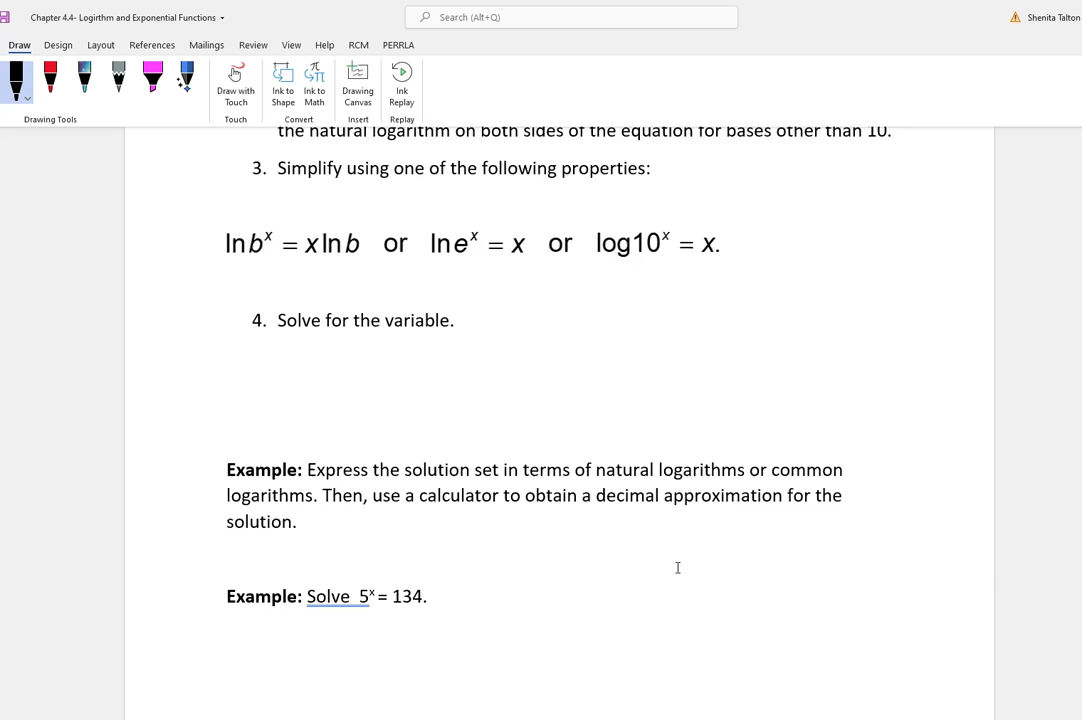 Chapter 4.4- Logirthm and Exponential Functions
Search (Alt+Q)
Shenita Talton
Draw Design Layout References Mailings Review View Help RCM PERRLA
Draw with Touch
Ink to Shape
Ink to Math
Drawing Canvas
Ink Replay
Drawing Tools Touch Convert Insert Replay
the natural logarithm on both sides of the equation for bases other than 10.
3. Simplify using one of the following properties:
ln bˣ = x ln b or ln eˣ = x or log10ˣ = x.
4. Solve for the variable.
Example: Express the solution set in terms of natural logarithms or common
logarithms. Then, use a calculator to obtain a decimal approximation for the
solution.
Example: Solve 5ˣ = 134.